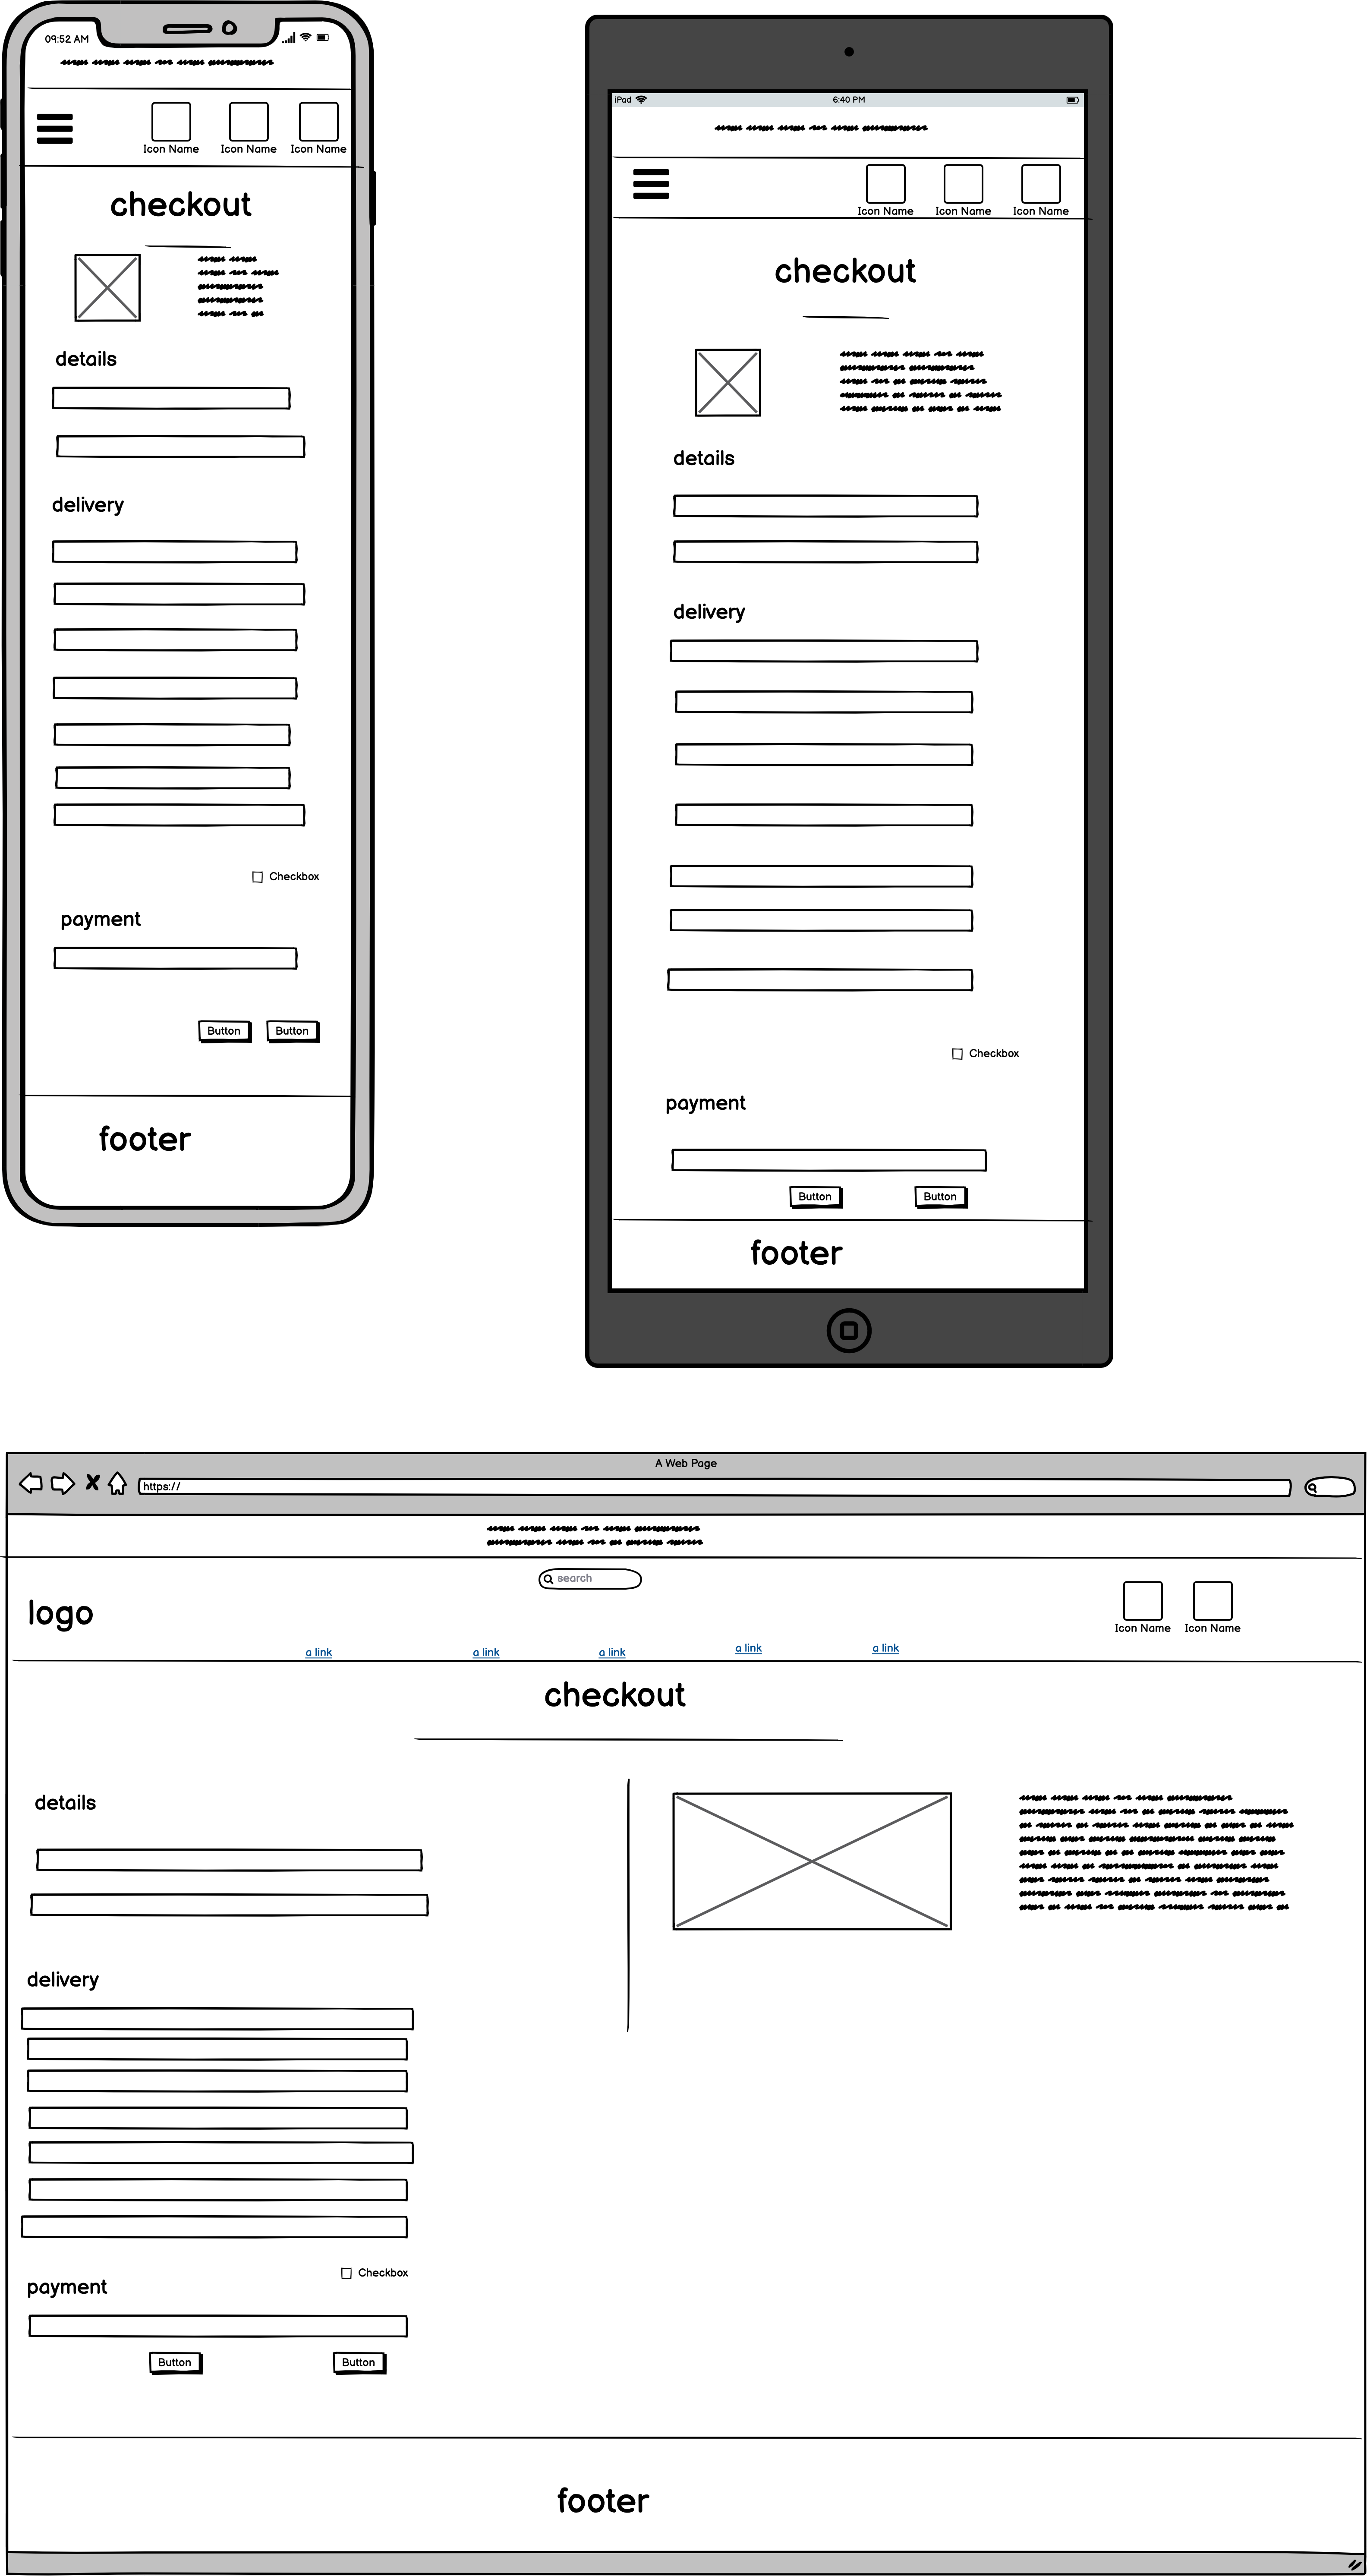 09:52 AM
Icon Name Icon Name Icon Name
checkout
details
delivery
Checkbox
payment
Button Button
footer
iPad 6:40 PM
Icon Name Icon Name Icon Name
checkout
details
delivery
Checkbox
payment
Button Button
footer
A Web Page
https://
search
logo
Icon Name Icon Name
a link a link a link a link a link
checkout
details
delivery
Checkbox
payment
Button Button
footer